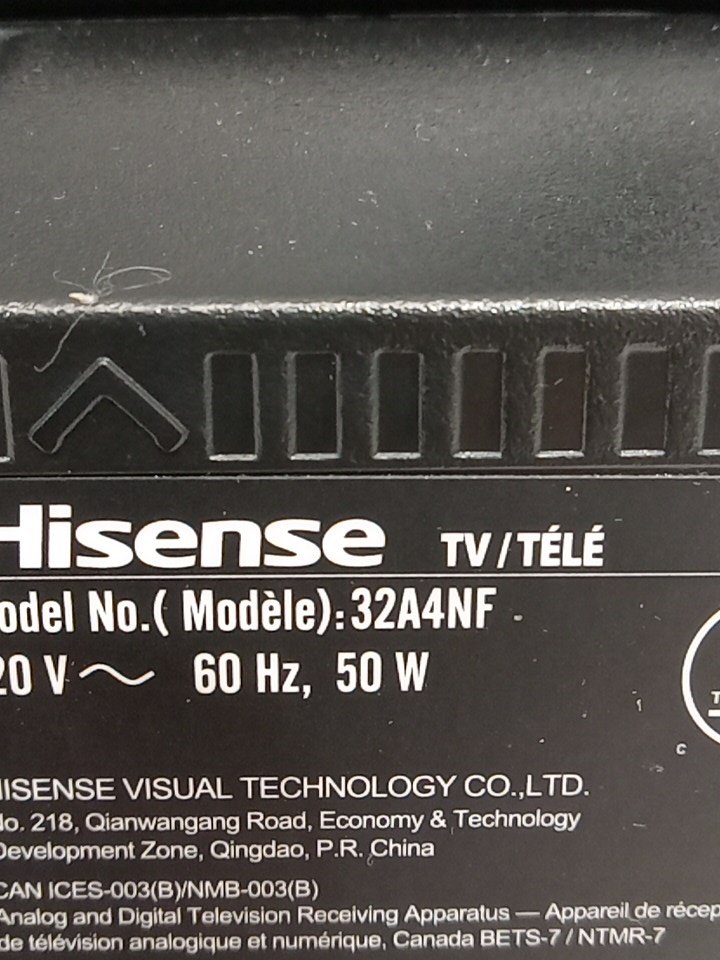 Hisense TV/TÉLÉ
odel No.( Modèle):32A4NF
20 V ～ 60 Hz, 50 W
HISENSE VISUAL TECHNOLOGY CO.,LTD.
No. 218, Qianwangang Road, Economy & Technology
Development Zone, Qingdao, P.R. China
CAN ICES-003(B)/NMB-003(B)
Analog and Digital Television Receiving Apparatus — Appareil de récep
de télévision analogique et numérique, Canada BETS-7 / NTMR-7